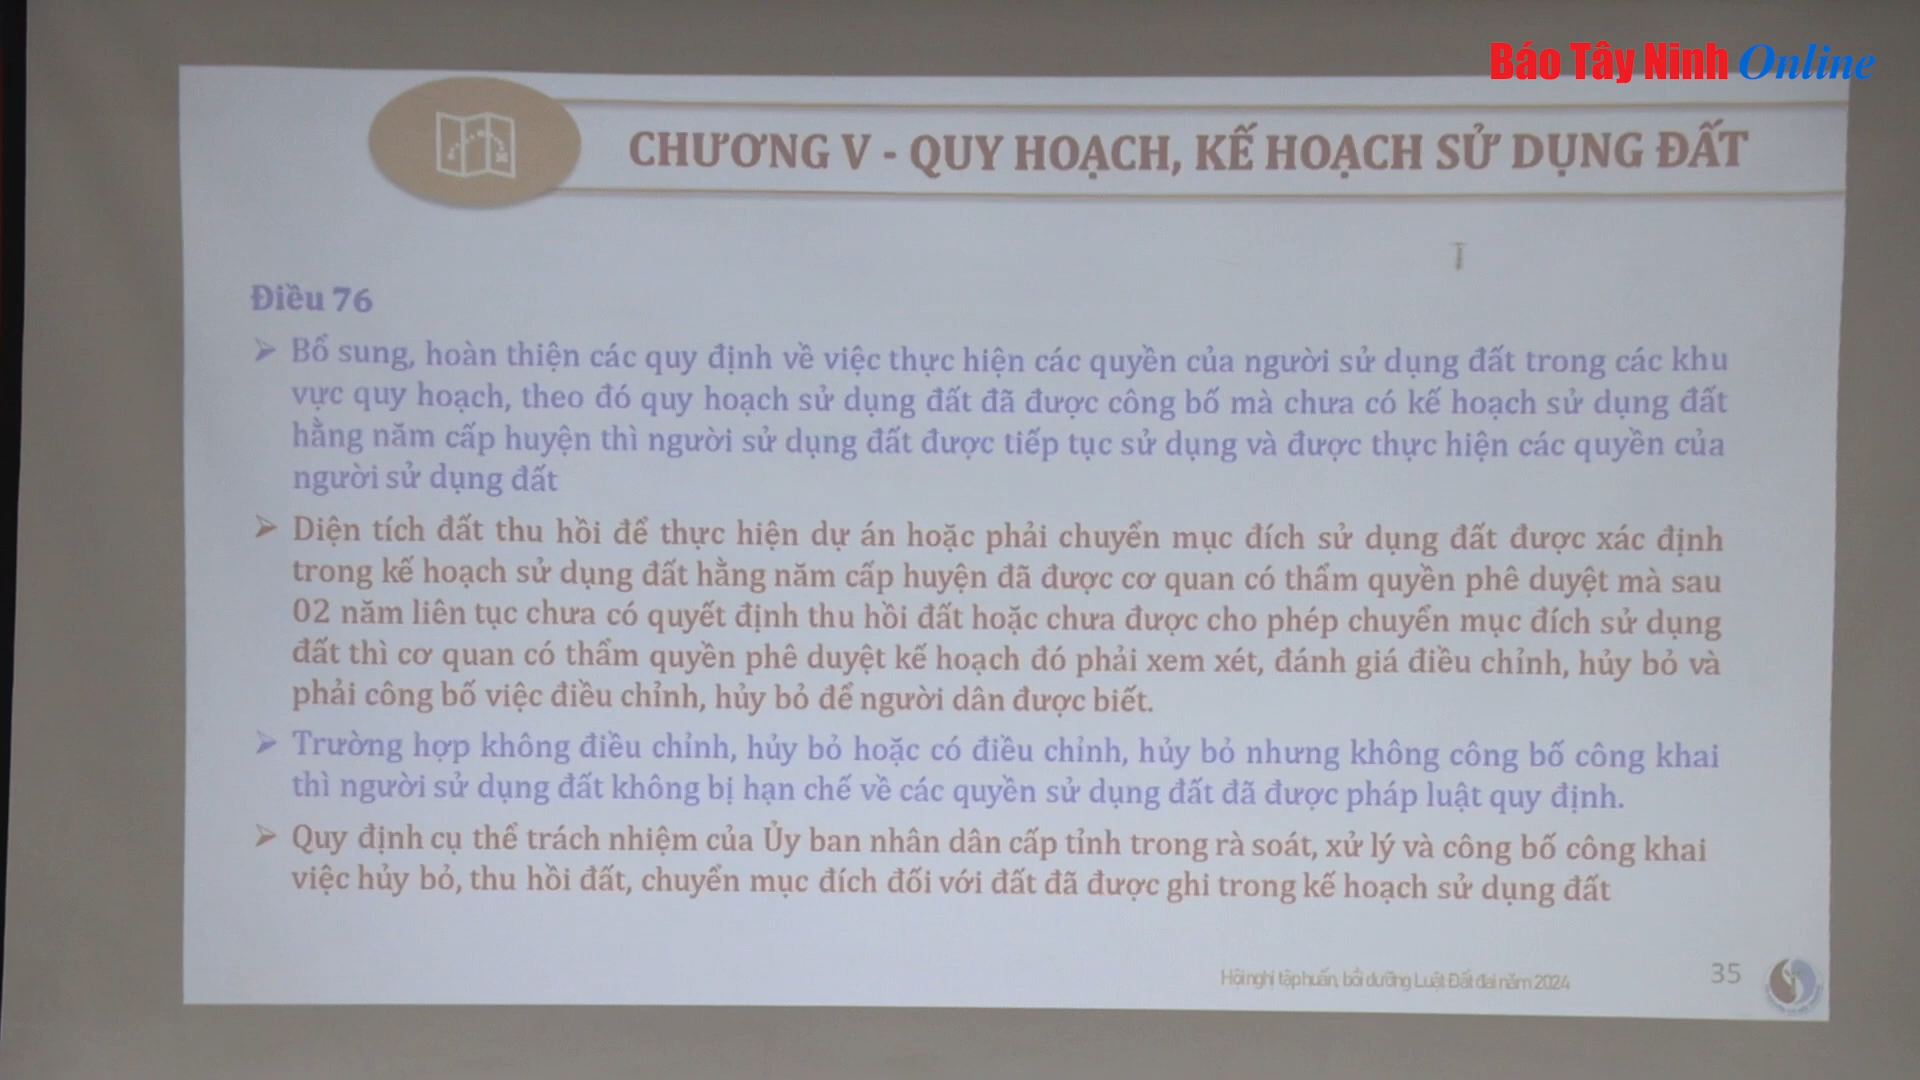 Báo Tây Ninh Online
CHƯƠNG V - QUY HOẠCH, KẾ HOẠCH SỬ DỤNG ĐẤT
Điều 76
➢ Bổ sung, hoàn thiện các quy định về việc thực hiện các quyền của người sử dụng đất trong các khu
vực quy hoạch, theo đó quy hoạch sử dụng đất đã được công bố mà chưa có kế hoạch sử dụng đất
hằng năm cấp huyện thì người sử dụng đất được tiếp tục sử dụng và được thực hiện các quyền của
người sử dụng đất
➢ Diện tích đất thu hồi để thực hiện dự án hoặc phải chuyển mục đích sử dụng đất được xác định
trong kế hoạch sử dụng đất hằng năm cấp huyện đã được cơ quan có thẩm quyền phê duyệt mà sau
02 năm liên tục chưa có quyết định thu hồi đất hoặc chưa được cho phép chuyển mục đích sử dụng
đất thì cơ quan có thẩm quyền phê duyệt kế hoạch đó phải xem xét, đánh giá điều chỉnh, hủy bỏ và
phải công bố việc điều chỉnh, hủy bỏ để người dân được biết.
➢ Trường hợp không điều chỉnh, hủy bỏ hoặc có điều chỉnh, hủy bỏ nhưng không công bố công khai
thì người sử dụng đất không bị hạn chế về các quyền sử dụng đất đã được pháp luật quy định.
➢ Quy định cụ thể trách nhiệm của Ủy ban nhân dân cấp tỉnh trong rà soát, xử lý và công bố công khai
việc hủy bỏ, thu hồi đất, chuyển mục đích đối với đất đã được ghi trong kế hoạch sử dụng đất
Hội nghị tập huấn, bồi dưỡng Luật Đất đai năm 2024
35